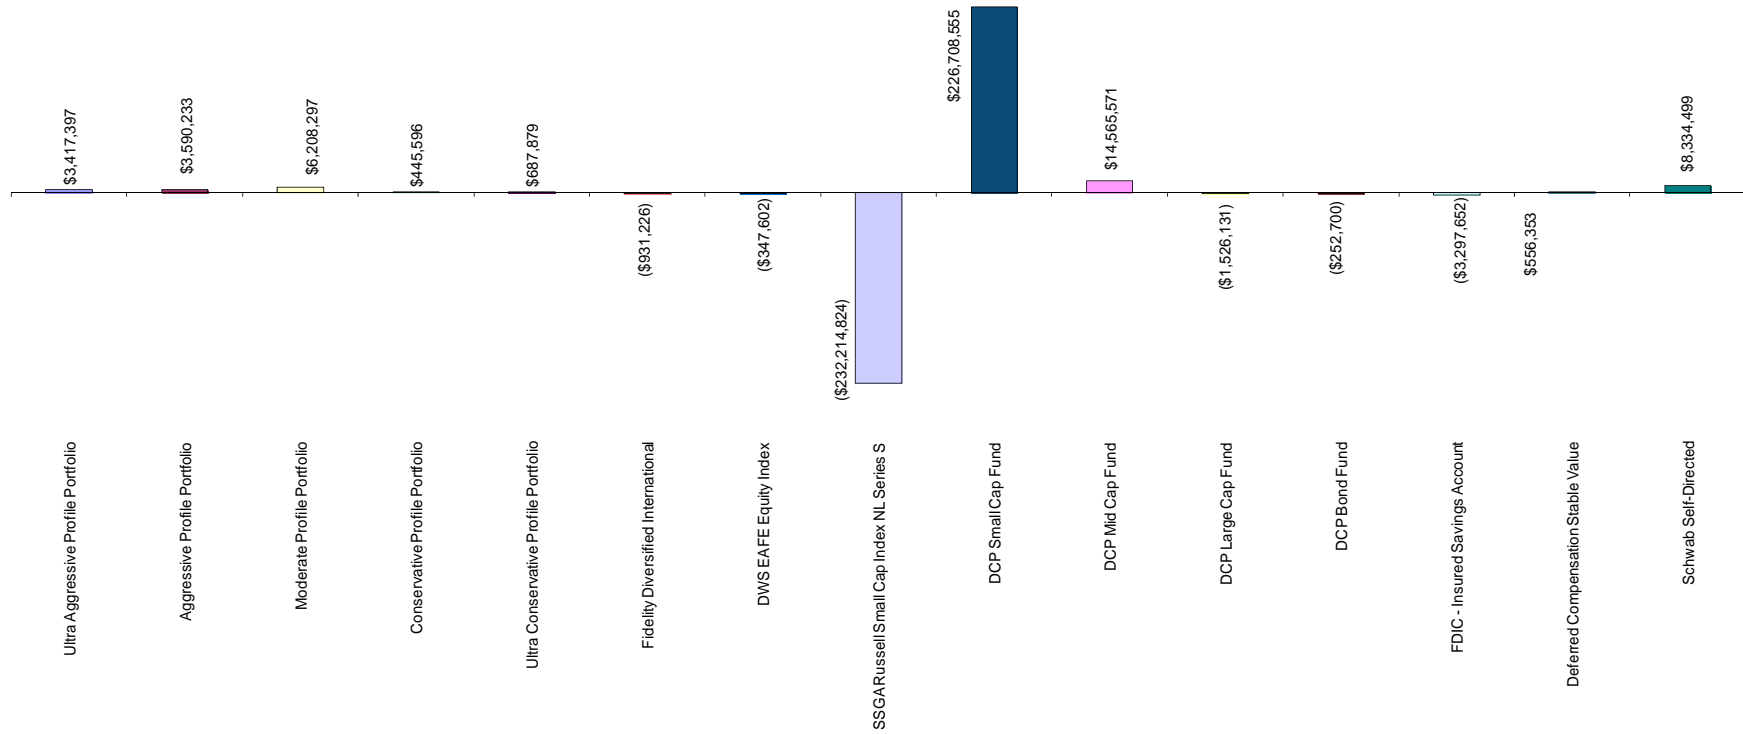 $3,417,397
$3,590,233
$6,208,297
$445,596
$687,879
($931,226)
($347,602)
($232,214,824)
$226,708,555
$14,565,571
($1,526,131)
($252,700)
($3,297,652)
$556,353
$8,334,499
Ultra Aggressive Profile Portfolio
Aggressive Profile Portfolio
Moderate Profile Portfolio
Conservative Profile Portfolio
Ultra Conservative Profile Portfolio
Fidelity Diversified International
DWS EAFE Equity Index
SSGA Russell Small Cap Index NL Series S
DCP Small Cap Fund
DCP Mid Cap Fund
DCP Large Cap Fund
DCP Bond Fund
FDIC - Insured Savings Account
Deferred Compensation Stable Value
Schwab Self-Directed